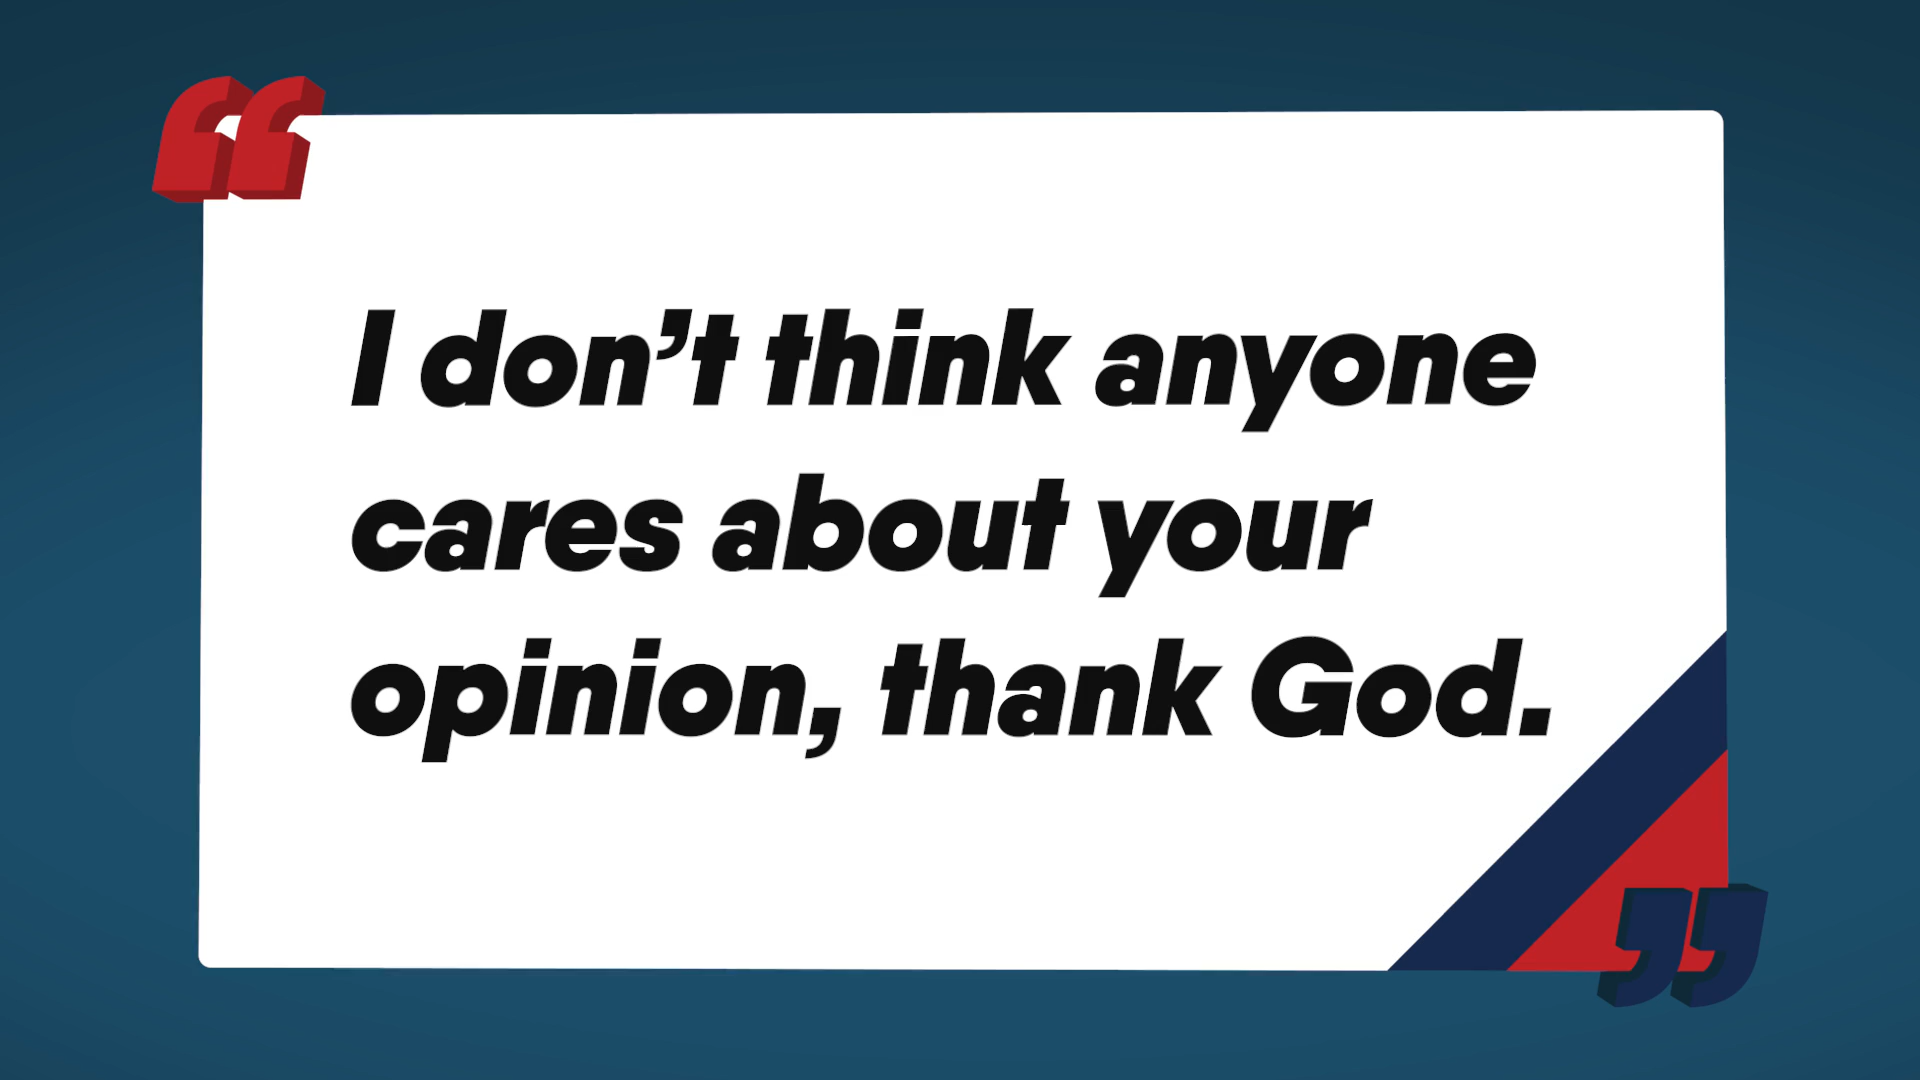 “
I don’t think anyone
cares about your
opinion, thank God.
”